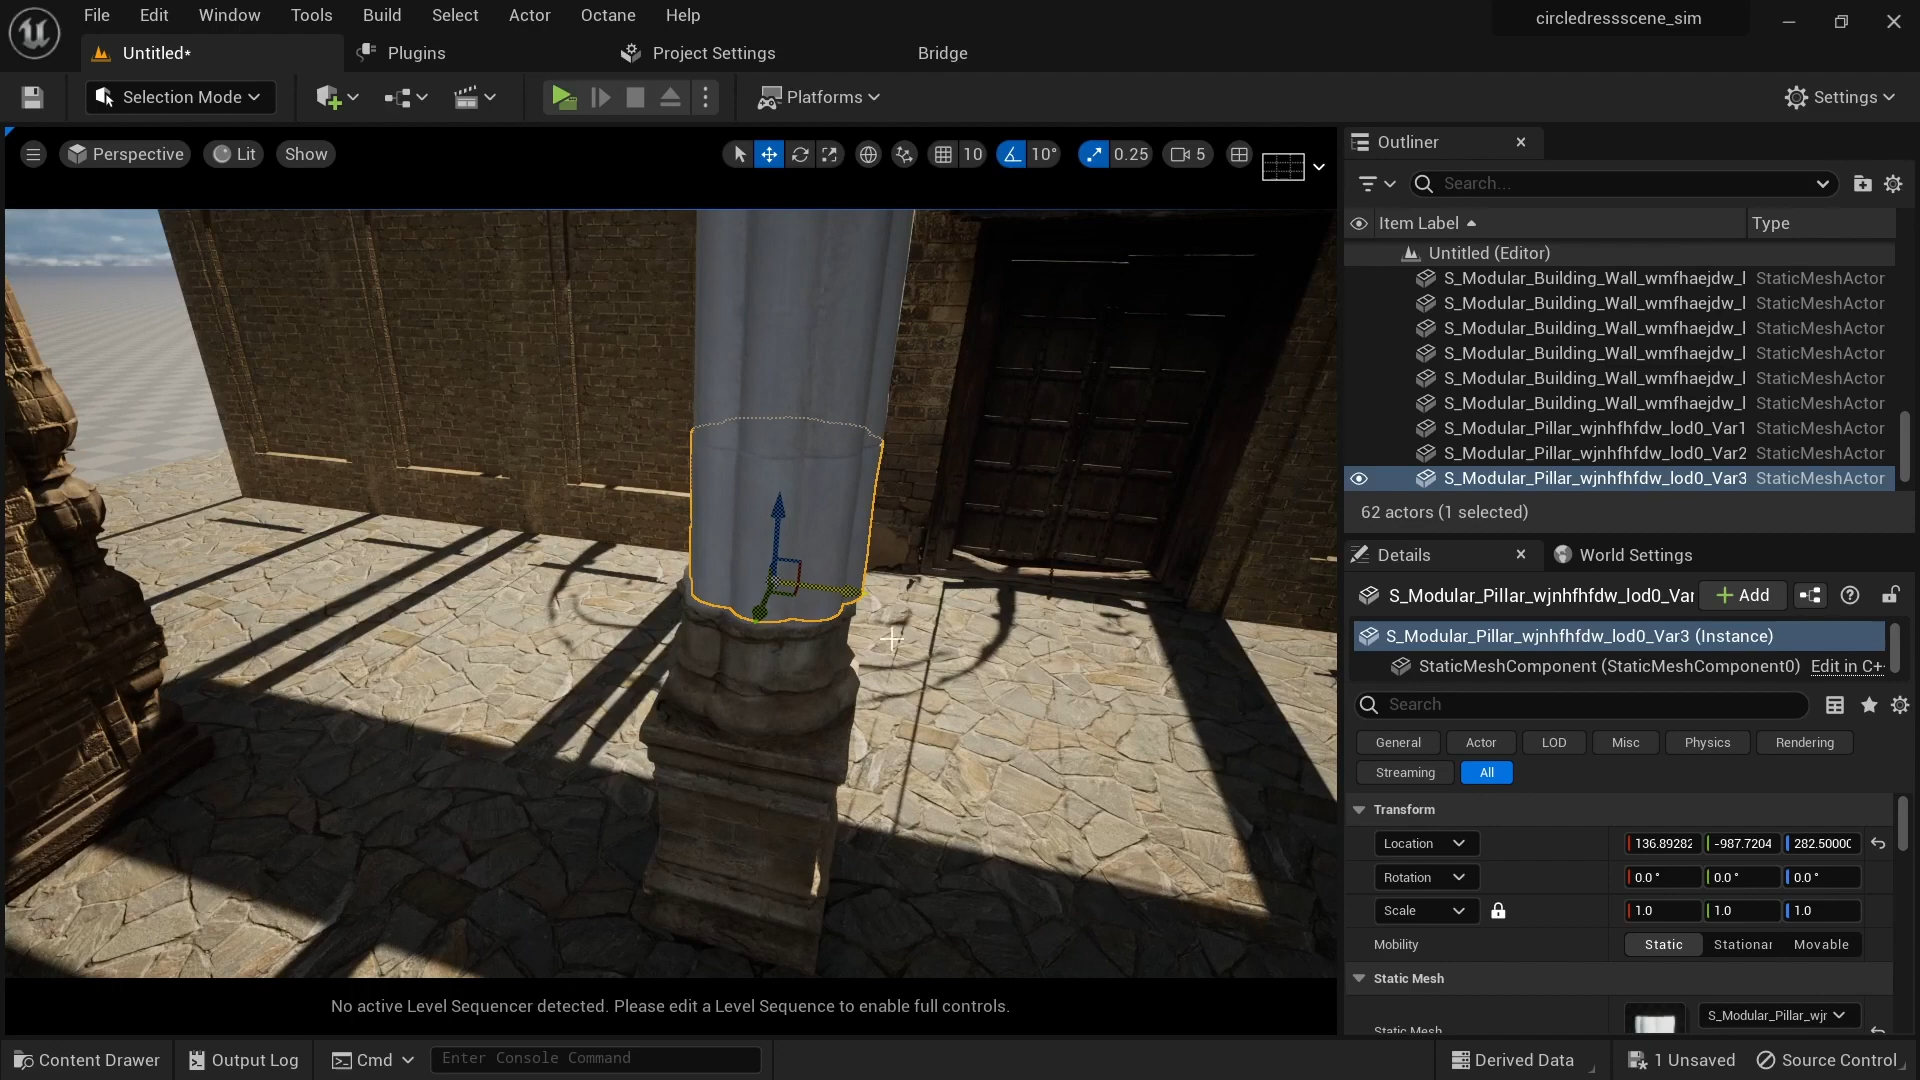 File Edit Window Tools Build Select Actor Octane Help
circledressscene_sim
Untitled* Plugins Project Settings Bridge
Selection Mode Platforms Settings
Perspective Lit Show 10 10° 0.25 5
Outliner
Search...
Item Label Type
Untitled (Editor)
S_Modular_Building_Wall_wmfhaejdw_l StaticMeshActor
S_Modular_Building_Wall_wmfhaejdw_l StaticMeshActor
S_Modular_Building_Wall_wmfhaejdw_l StaticMeshActor
S_Modular_Building_Wall_wmfhaejdw_l StaticMeshActor
S_Modular_Building_Wall_wmfhaejdw_l StaticMeshActor
S_Modular_Building_Wall_wmfhaejdw_l StaticMeshActor
S_Modular_Pillar_wjnhfhfdw_lod0_Var1 StaticMeshActor
S_Modular_Pillar_wjnhfhfdw_lod0_Var2 StaticMeshActor
S_Modular_Pillar_wjnhfhfdw_lod0_Var3 StaticMeshActor
62 actors (1 selected)
Details World Settings
S_Modular_Pillar_wjnhfhfdw_lod0_Var Add
S_Modular_Pillar_wjnhfhfdw_lod0_Var3 (Instance)
StaticMeshComponent (StaticMeshComponent0) Edit in C+
Search
General Actor LOD Misc Physics Rendering
Streaming All
Transform
Location 136.89282 -987.7204 282.5000
Rotation 0.0 ° 0.0 ° 0.0 °
Scale 1.0 1.0 1.0
Mobility Static Stationar Movable
Static Mesh
Static Mesh S_Modular_Pillar_wjr
No active Level Sequencer detected. Please edit a Level Sequence to enable full controls.
Content Drawer Output Log Cmd Enter Console Command Derived Data 1 Unsaved Source Control